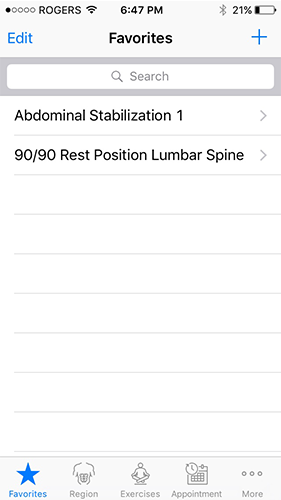 ROGERS 6:47 PM 21%
Edit Favorites +
Search
Abdominal Stabilization 1
90/90 Rest Position Lumbar Spine
Favorites Region Exercises Appointment More